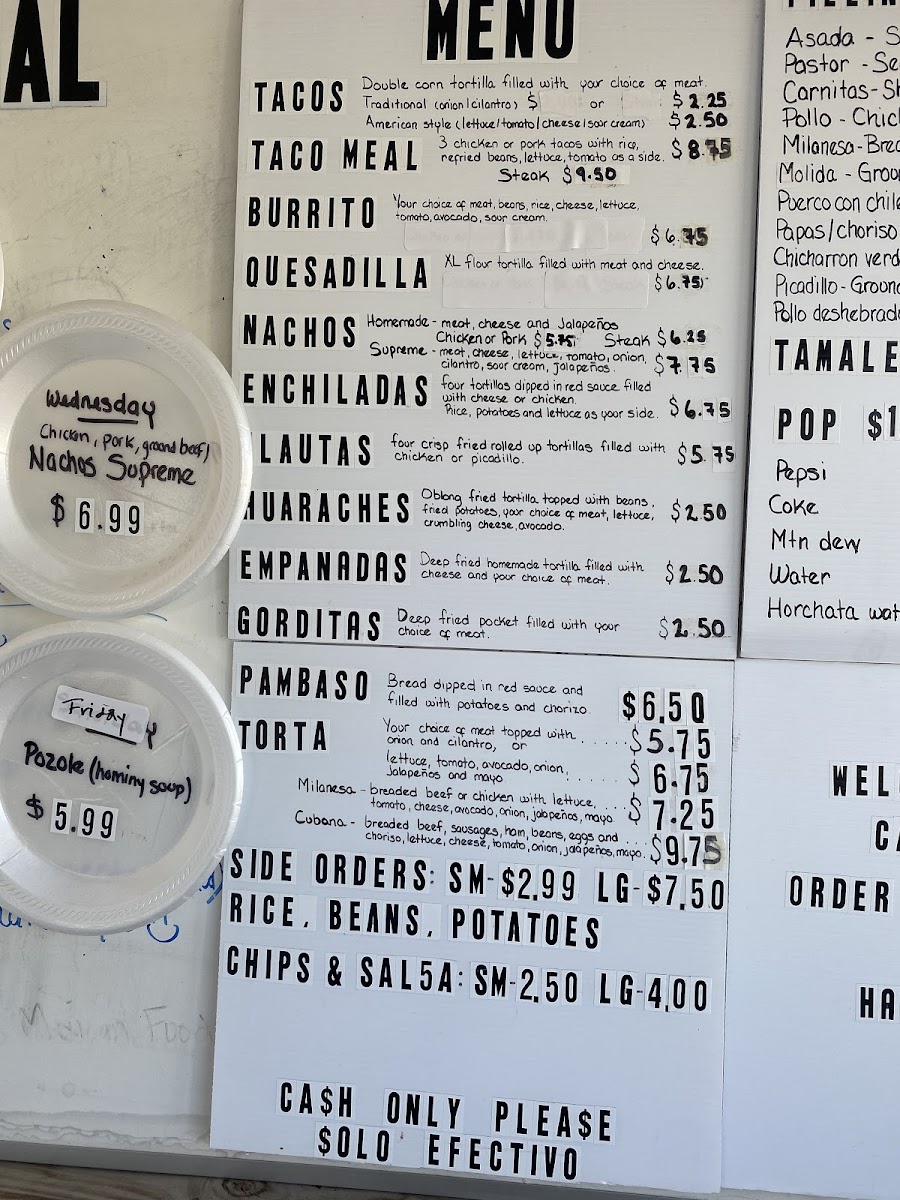 AL
Wednesday
Chicken, pork, ground beef)
Nachos Supreme
$ 6.99
Friday
Pozole (hominy soup)
$ 5.99
MENU
TACOS Double corn tortilla filled with your choice of meat.
Traditional (onion|cilantro) $ or $2.25
American style (lettuce/tomato/cheese/sour cream) $2.50
TACO MEAL 3 chicken or pork tacos with rice,
refried beans, lettuce, tomato as a side. $8.75
Steak $9.50
BURRITO Your choice of meat, beans, rice, cheese, lettuce,
tomato, avocado, sour cream.
$6.75
QUESADILLA XL flour tortilla filled with meat and cheese.
$6.75
NACHOS Homemade - meat, cheese and Jalapeños
Chicken or Pork $5.75 Steak $6.25
Supreme - meat, cheese, lettuce, tomato, onion,
cilantro, sour cream, jalapeños. $7.75
ENCHILADAS four tortillas dipped in red sauce filled
with cheese or chicken.
Rice, potatoes and lettuce as your side. $6.75
LAUTAS four crisp fried rolled up tortillas filled with
chicken or picadillo. $5.75
HUARACHES Oblong fried tortilla topped with beans,
fried potatoes, your choice of meat, lettuce,
crumbling cheese, avocado. $2.50
EMPANADAS Deep fried homemade tortilla filled with
cheese and your choice of meat. $2.50
GORDITAS Deep fried pocket filled with your
choice of meat. $2.50
PAMBASO Bread dipped in red sauce and
filled with potatoes and chorizo. $6.50
TORTA Your choice of meat topped with
onion and cilantro, or ..... $5.75
lettuce, tomato, avocado, onion,
jalapeños and mayo ...... $6.75
Milanesa - breaded beef or chicken with lettuce, ...
tomato, cheese, avocado, onion, jalapeños, mayo $7.25
Cubana - breaded beef, sausages, ham, beans, eggs and ...
choriso, lettuce, cheese, tomato, onion, jalapeños, mayo. $9.75
SIDE ORDERS: SM-$2.99 LG-$7.50
RICE, BEANS, POTATOES
CHIPS & SAL5A: SM-2.50 LG-4.00
CA$H ONLY PLEA$E
$OLO EFECTIVO
Asada - S
Pastor - Se
Carnitas - Sh
Pollo - Chic
Milanesa - Brea
Molida - Grou
Puerco con chile
Papas/choriso
Chicharron verd
Picadillo - Ground
Pollo deshebrado
TAMALE
POP $1
Pepsi
Coke
Mtn dew
Water
Horchata wat
WEL
CA
ORDER
HA